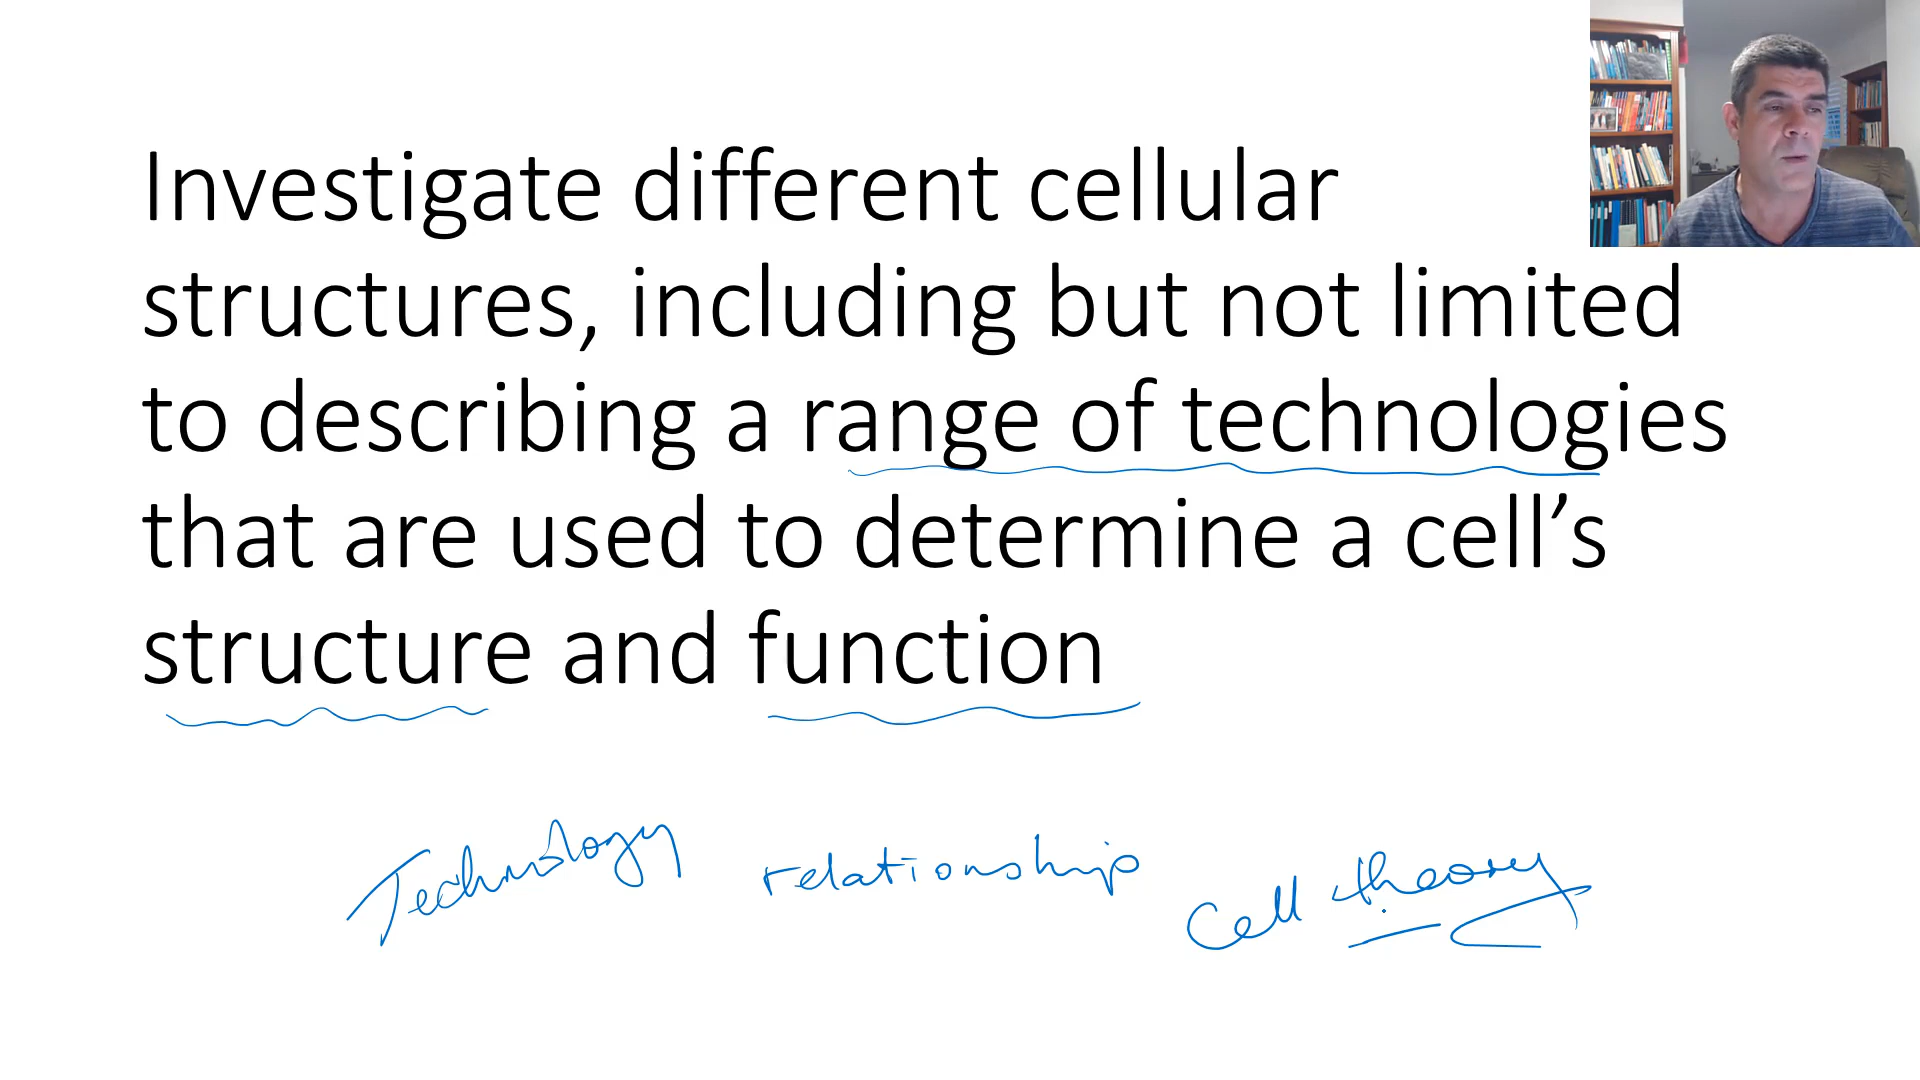 Investigate different cellular
structures, including but not limited
to describing a range of technologies
that are used to determine a cell’s
structure and function
Technology relationship Cell theory